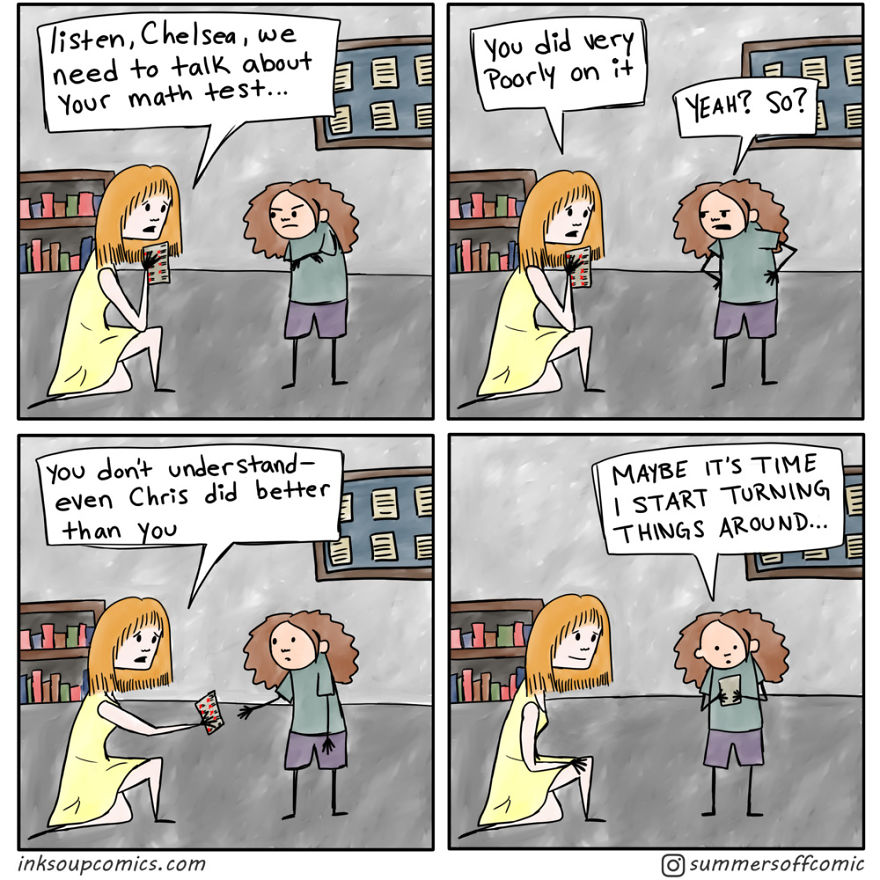 listen, Chelsea, we
need to talk about
Your math test...
You did very
Poorly on it
YEAH? SO?
You don't understand—
even Chris did better
than You
MAYBE IT'S TIME
I START TURNING
THINGS AROUND...
inksoupcomics.com
summersoffcomic